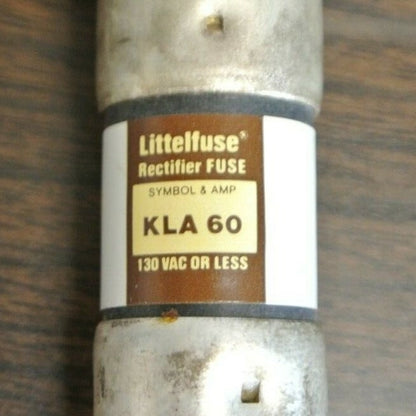 Littelfuse®
Rectifier FUSE
SYMBOL & AMP
KLA 60
130 VAC OR LESS